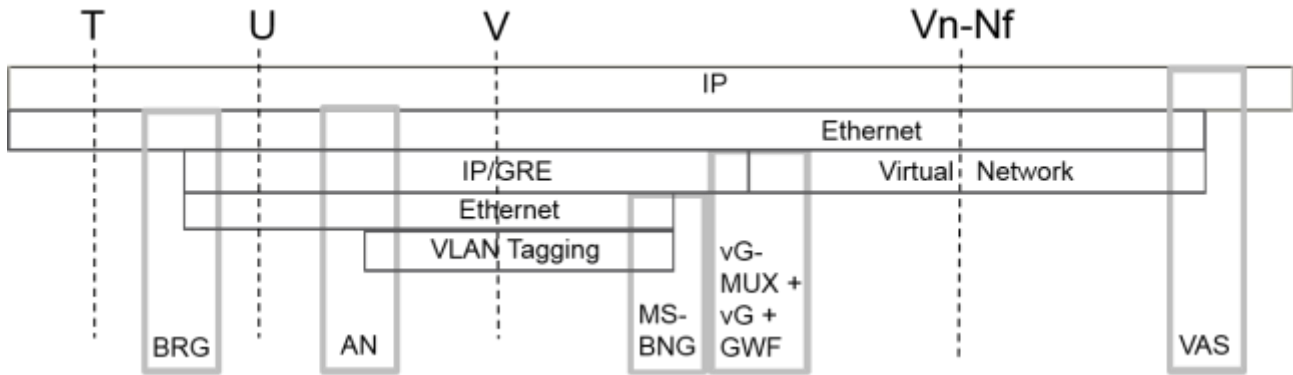 T U V Vn-Nf
IP
Ethernet
IP/GRE Virtual Network
Ethernet
VLAN Tagging
vG-
MUX +
vG +
GWF
MS-
BNG
BRG AN VAS